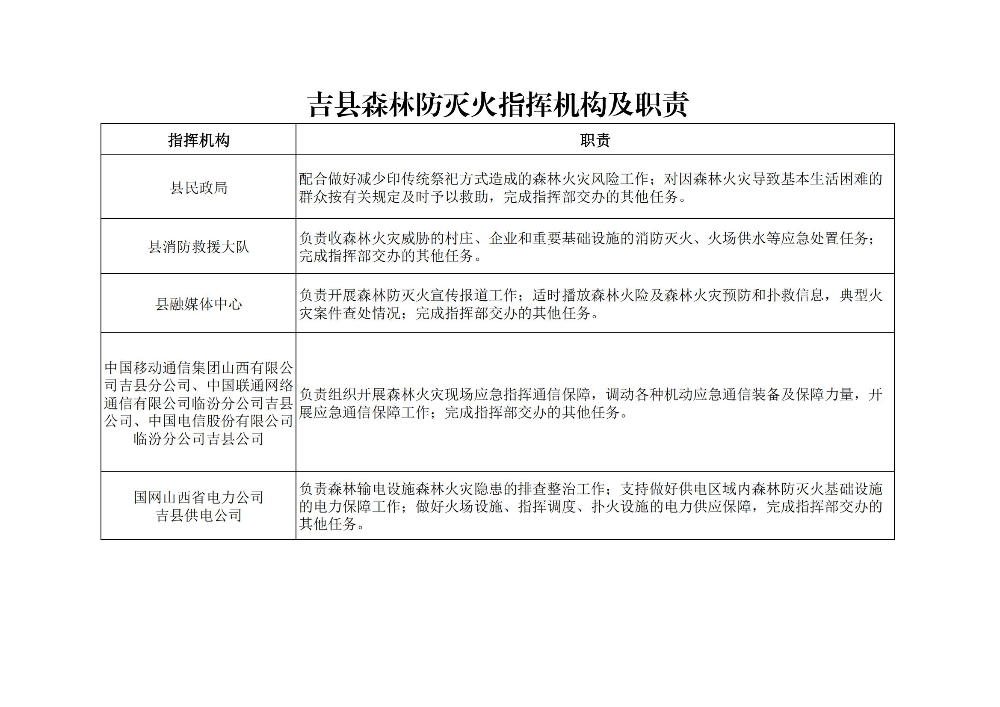 吉县森林防灭火指挥机构及职责
指挥机构
职责
县民政局
配合做好减少印传统祭祀方式造成的森林火灾风险工作；对因森林火灾导致基本生活困难的
群众按有关规定及时予以救助，完成指挥部交办的其他任务。
县消防救援大队
负责收森林火灾威胁的村庄、企业和重要基础设施的消防灭火、火场供水等应急处置任务；
完成指挥部交办的其他任务。
县融媒体中心
负责开展森林防灭火宣传报道工作；适时播放森林火险及森林火灾预防和扑救信息，典型火
灾案件查处情况；完成指挥部交办的其他任务。
中国移动通信集团山西有限公
司吉县分公司、中国联通网络
通信有限公司临汾分公司吉县
公司、中国电信股份有限公司
临汾分公司吉县公司
负责组织开展森林火灾现场应急指挥通信保障，调动各种机动应急通信装备及保障力量，开
展应急通信保障工作；完成指挥部交办的其他任务。
国网山西省电力公司
吉县供电公司
负责森林输电设施森林火灾隐患的排查整治工作；支持做好供电区域内森林防灭火基础设施
的电力保障工作；做好火场设施、指挥调度、扑火设施的电力供应保障，完成指挥部交办的
其他任务。